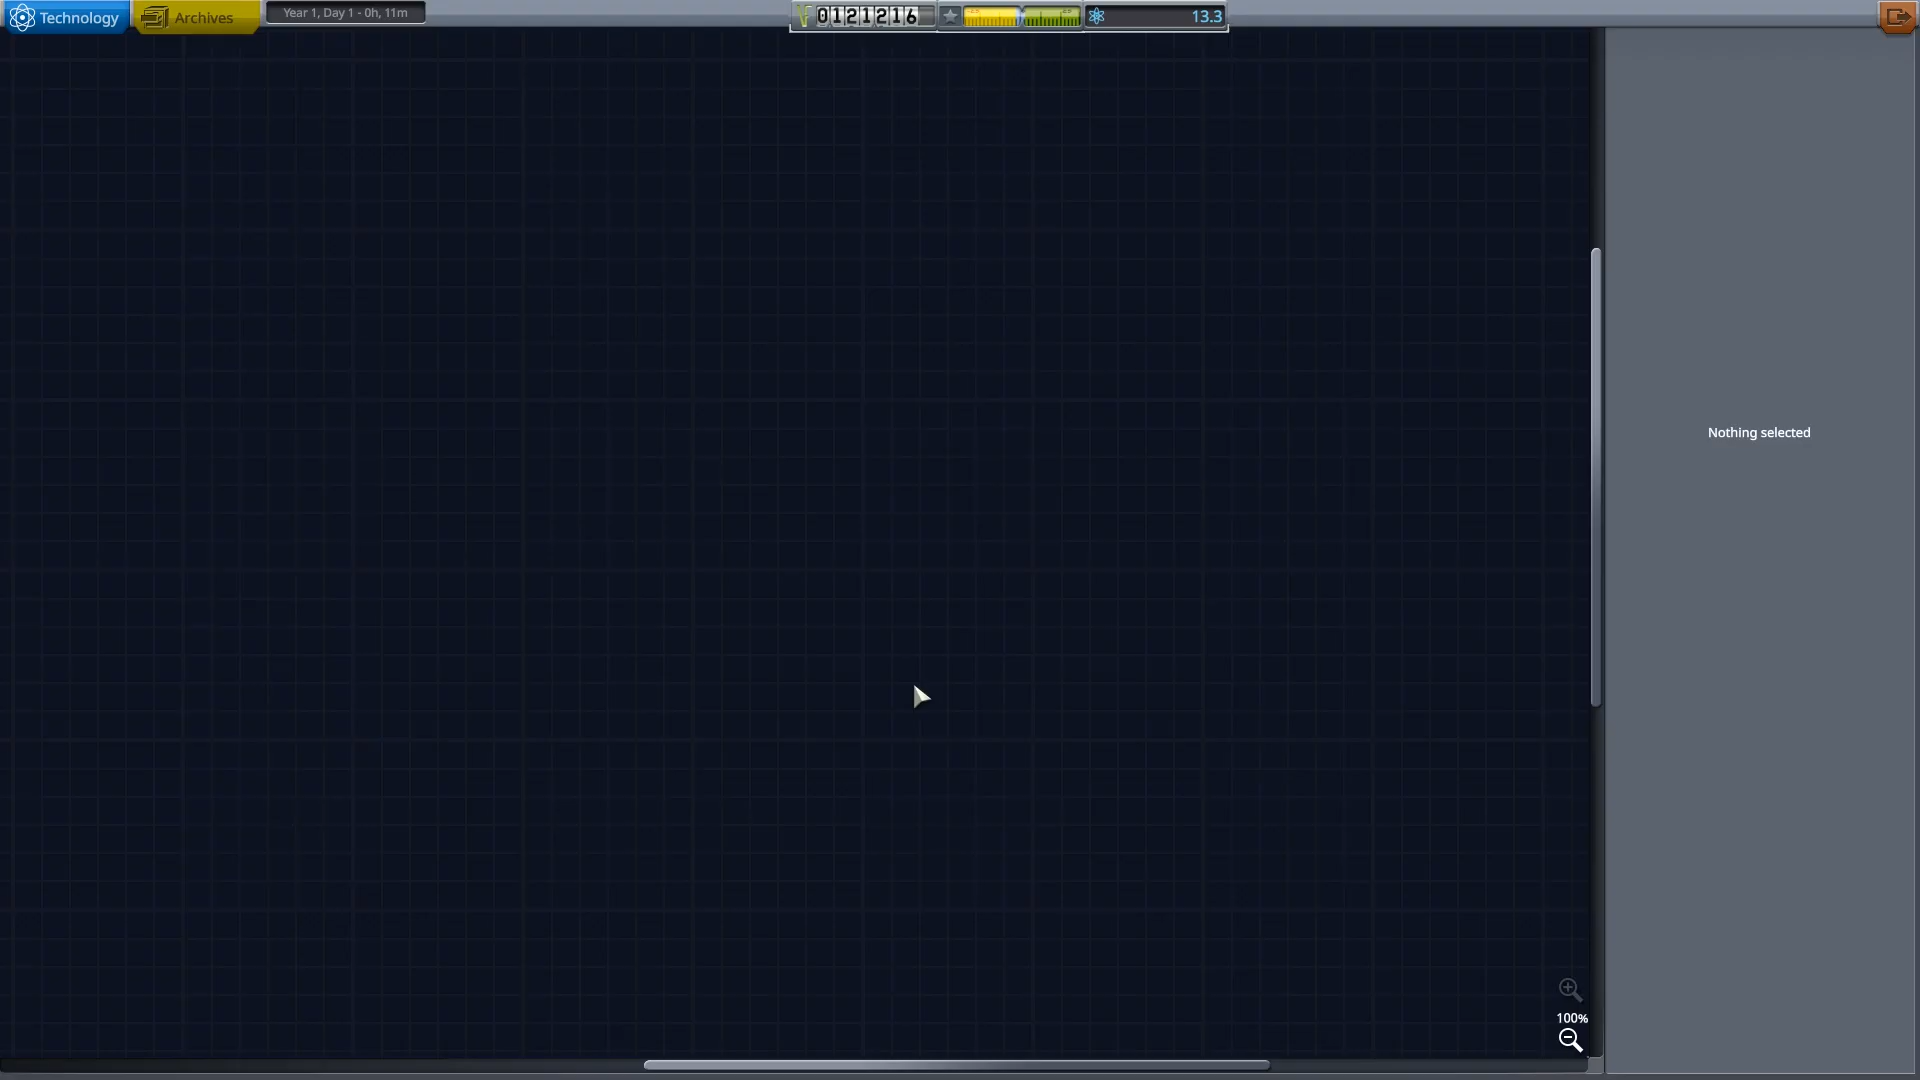 Technology
Archives
Year 1, Day 1 - 0h, 11m
0121216
13.3
Nothing selected
100%